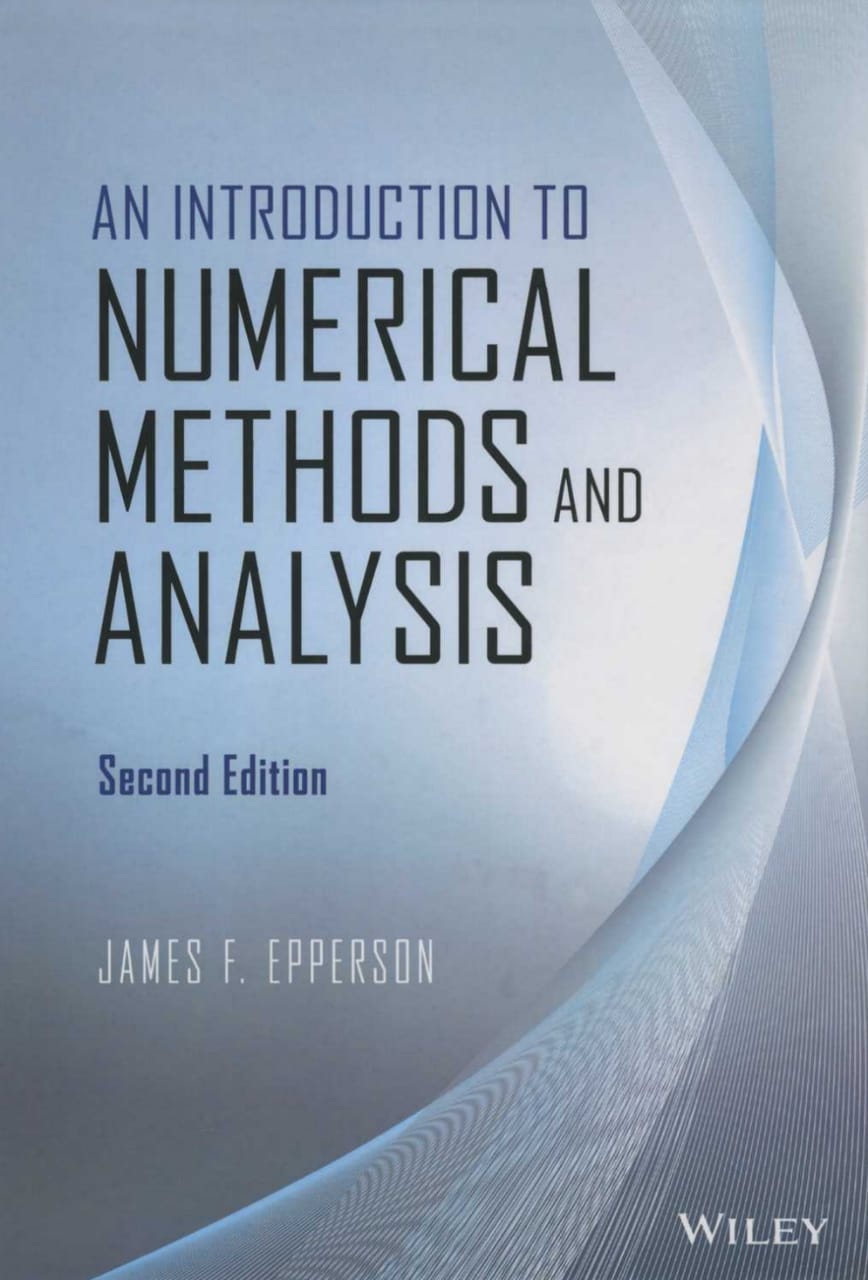 AN INTRODUCTION TO
NUMERICAL
METHODS AND
ANALYSIS
Second Edition
JAMES F. EPPERSON
WILEY